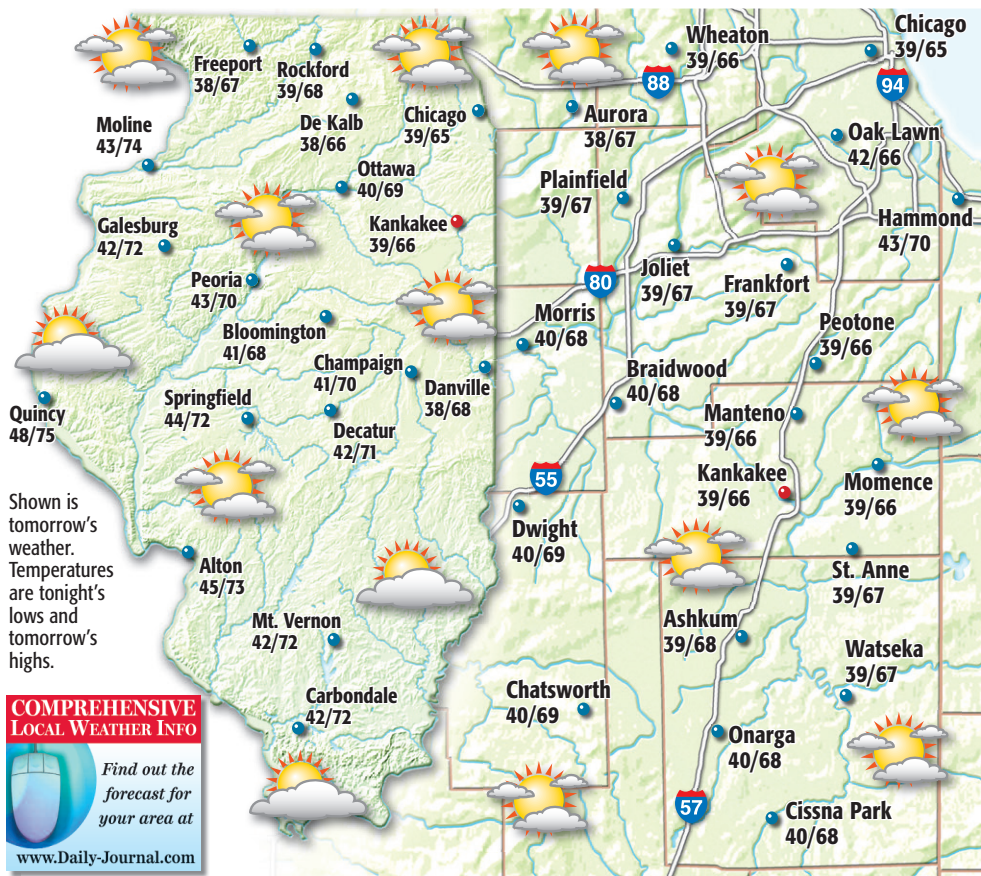 Freeport
38/67
Rockford
39/68
De Kalb
38/66
Chicago
39/65
Moline
43/74
Ottawa
40/69
Galesburg
42/72
Kankakee
39/66
Peoria
43/70
Bloomington
41/68
Champaign
41/70
Danville
38/68
Quincy
48/75
Springfield
44/72
Decatur
42/71
Alton
45/73
Mt. Vernon
42/72
Carbondale
42/72
Shown is
tomorrow's
weather.
Temperatures
are tonight's
lows and
tomorrow's
highs.
COMPREHENSIVE
LOCAL WEATHER INFO
Find out the
forecast for
your area at
www.Daily-Journal.com
Wheaton
39/66
Chicago
39/65
88
94
Aurora
38/67
Oak Lawn
42/66
Plainfield
39/67
Hammond
43/70
Joliet
39/67
Frankfort
39/67
80
Morris
40/68
Peotone
39/66
Braidwood
40/68
Manteno
39/66
55
Kankakee
39/66
Momence
39/66
Dwight
40/69
St. Anne
39/67
Ashkum
39/68
Watseka
39/67
Chatsworth
40/69
Onarga
40/68
57
Cissna Park
40/68